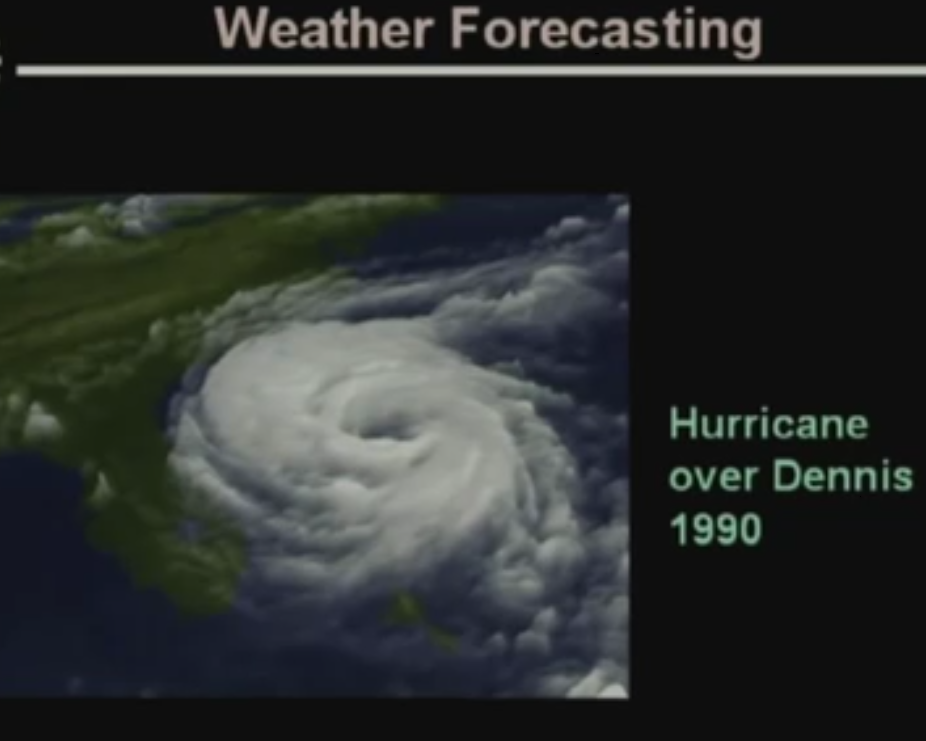 Weather Forecasting
Hurricane
over Dennis
1990